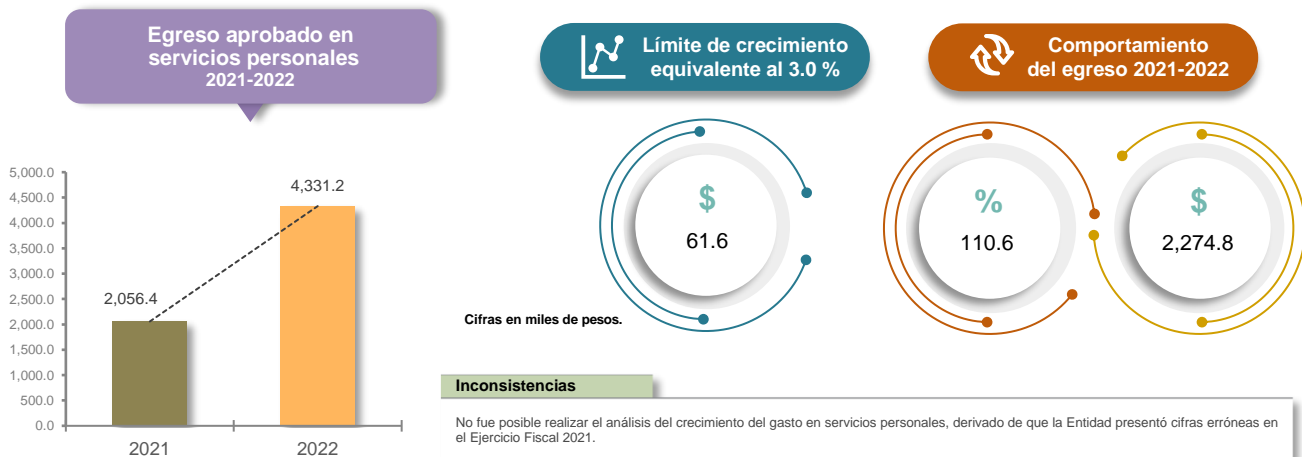 Egreso aprobado en
servicios personales
2021-2022
Límite de crecimiento
equivalente al 3.0 %
Comportamiento
del egreso 2021-2022
5,000.0
4,500.0
4,000.0
3,500.0
3,000.0
2,500.0
2,000.0
1,500.0
1,000.0
500.0
0.0
2,056.4
4,331.2
2021
2022
$
61.6
%
110.6
$
2,274.8
Cifras en miles de pesos.
Inconsistencias
No fue posible realizar el análisis del crecimiento del gasto en servicios personales, derivado de que la Entidad presentó cifras erróneas en
el Ejercicio Fiscal 2021.